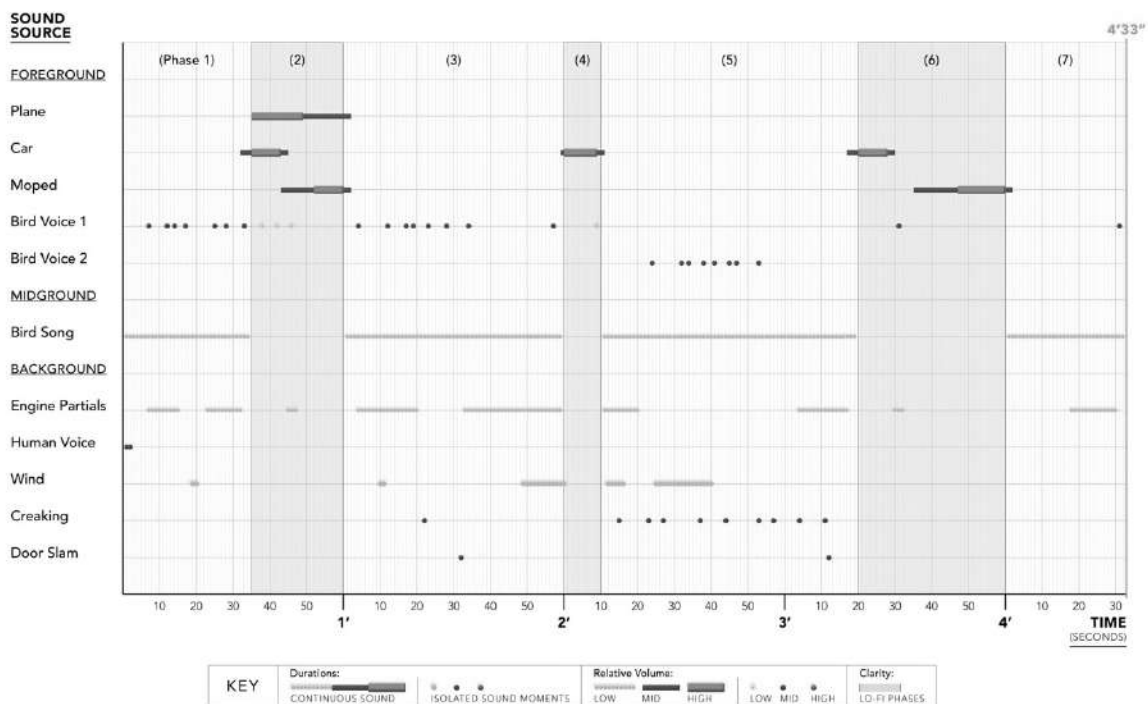 SOUND
SOURCE
4'33"
(Phase 1) (2) (3) (4) (5) (6) (7)
FOREGROUND
Plane
Car
Moped
Bird Voice 1
Bird Voice 2
MIDGROUND
Bird Song
BACKGROUND
Engine Partials
Human Voice
Wind
Creaking
Door Slam
10 20 30 40 50 1' 10 20 30 40 50 2' 10 20 30 40 50 3' 10 20 30 40 50 4' 10 20 30 TIME
(SECONDS)
KEY
Durations:
CONTINUOUS SOUND
ISOLATED SOUND MOMENTS
Relative Volume:
LOW MID HIGH
LOW MID HIGH
Clarity:
LO-FI PHASES